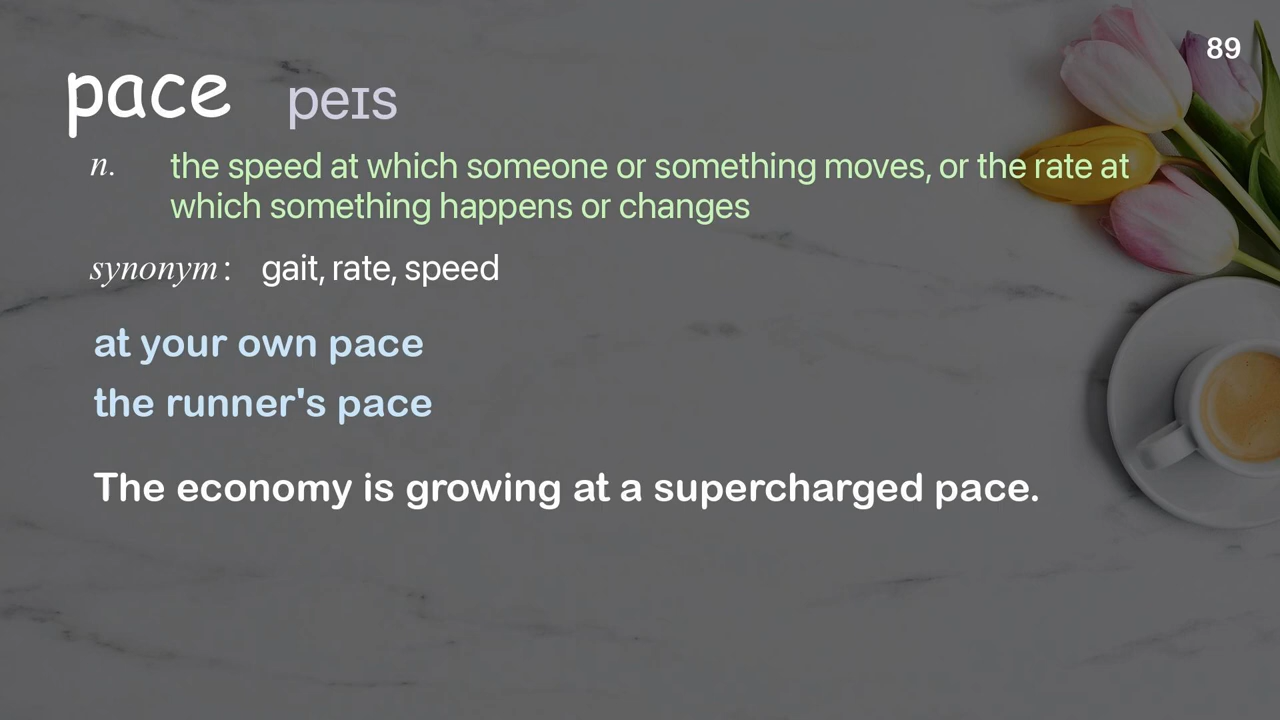 89
pace peɪs
n. the speed at which someone or something moves, or the rate at
which something happens or changes
synonym: gait, rate, speed
at your own pace
the runner's pace
The economy is growing at a supercharged pace.